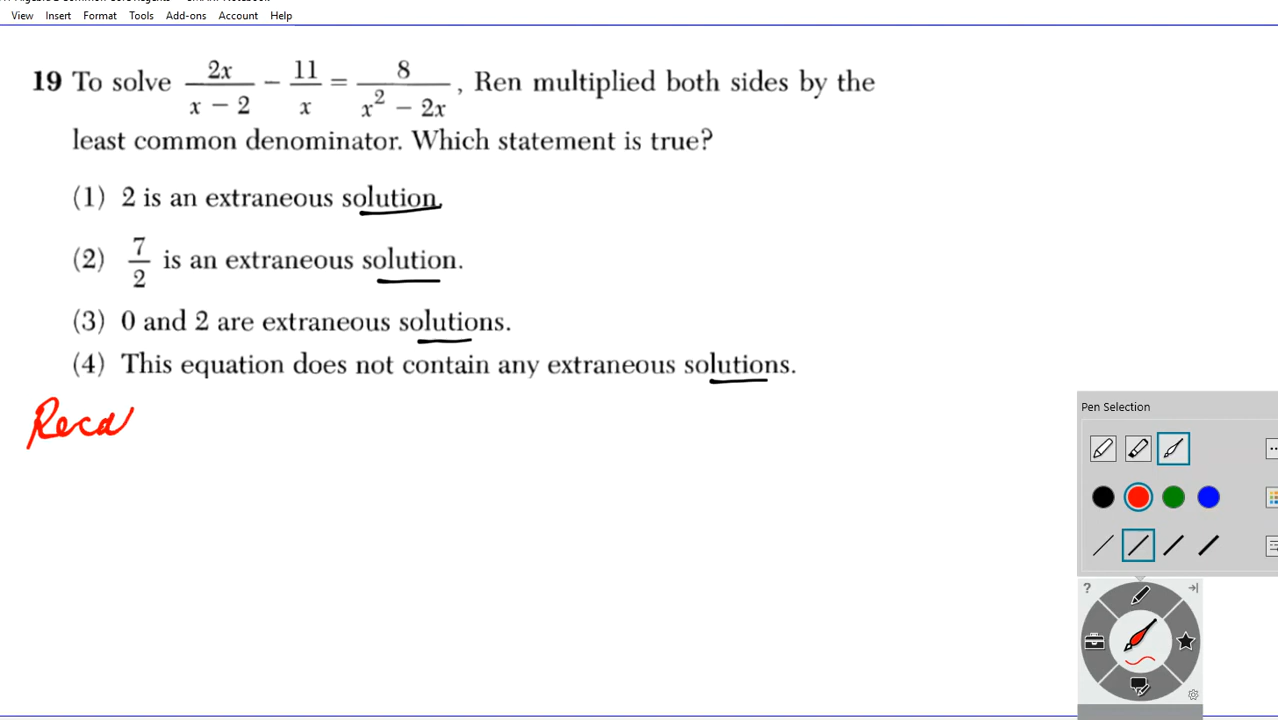 View Insert Format Tools Add-ons Account Help
19 To solve 2x/(x − 2) − 11/x = 8/(x² − 2x), Ren multiplied both sides by the
least common denominator. Which statement is true?
(1) 2 is an extraneous solution.
(2) 7/2 is an extraneous solution.
(3) 0 and 2 are extraneous solutions.
(4) This equation does not contain any extraneous solutions.
Reca
Pen Selection
?